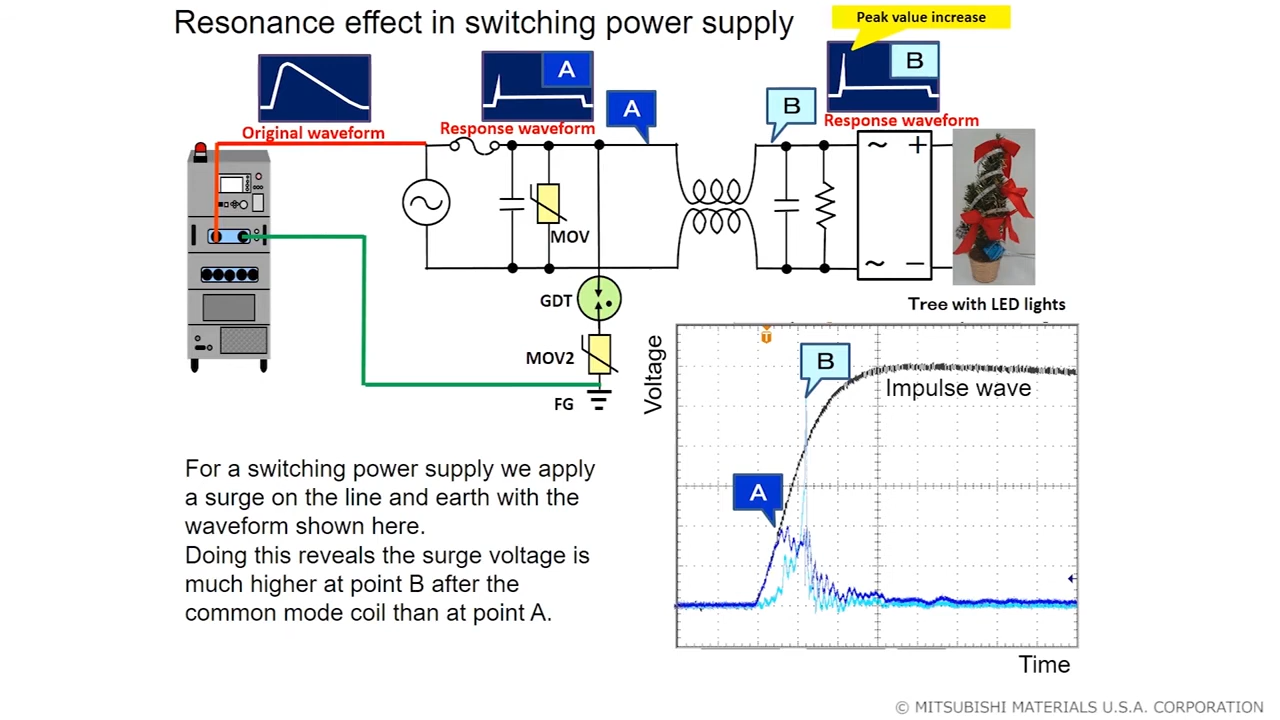 Resonance effect in switching power supply
Peak value increase
A
B
Original waveform
Response waveform
A
B
Response waveform
~ +
MOV
~ −
GDT
Tree with LED lights
MOV2
FG
Voltage
T
B
Impulse wave
A
For a switching power supply we apply
a surge on the line and earth with the
waveform shown here.
Doing this reveals the surge voltage is
much higher at point B after the
common mode coil than at point A.
Time
© MITSUBISHI MATERIALS U.S.A. CORPORATION